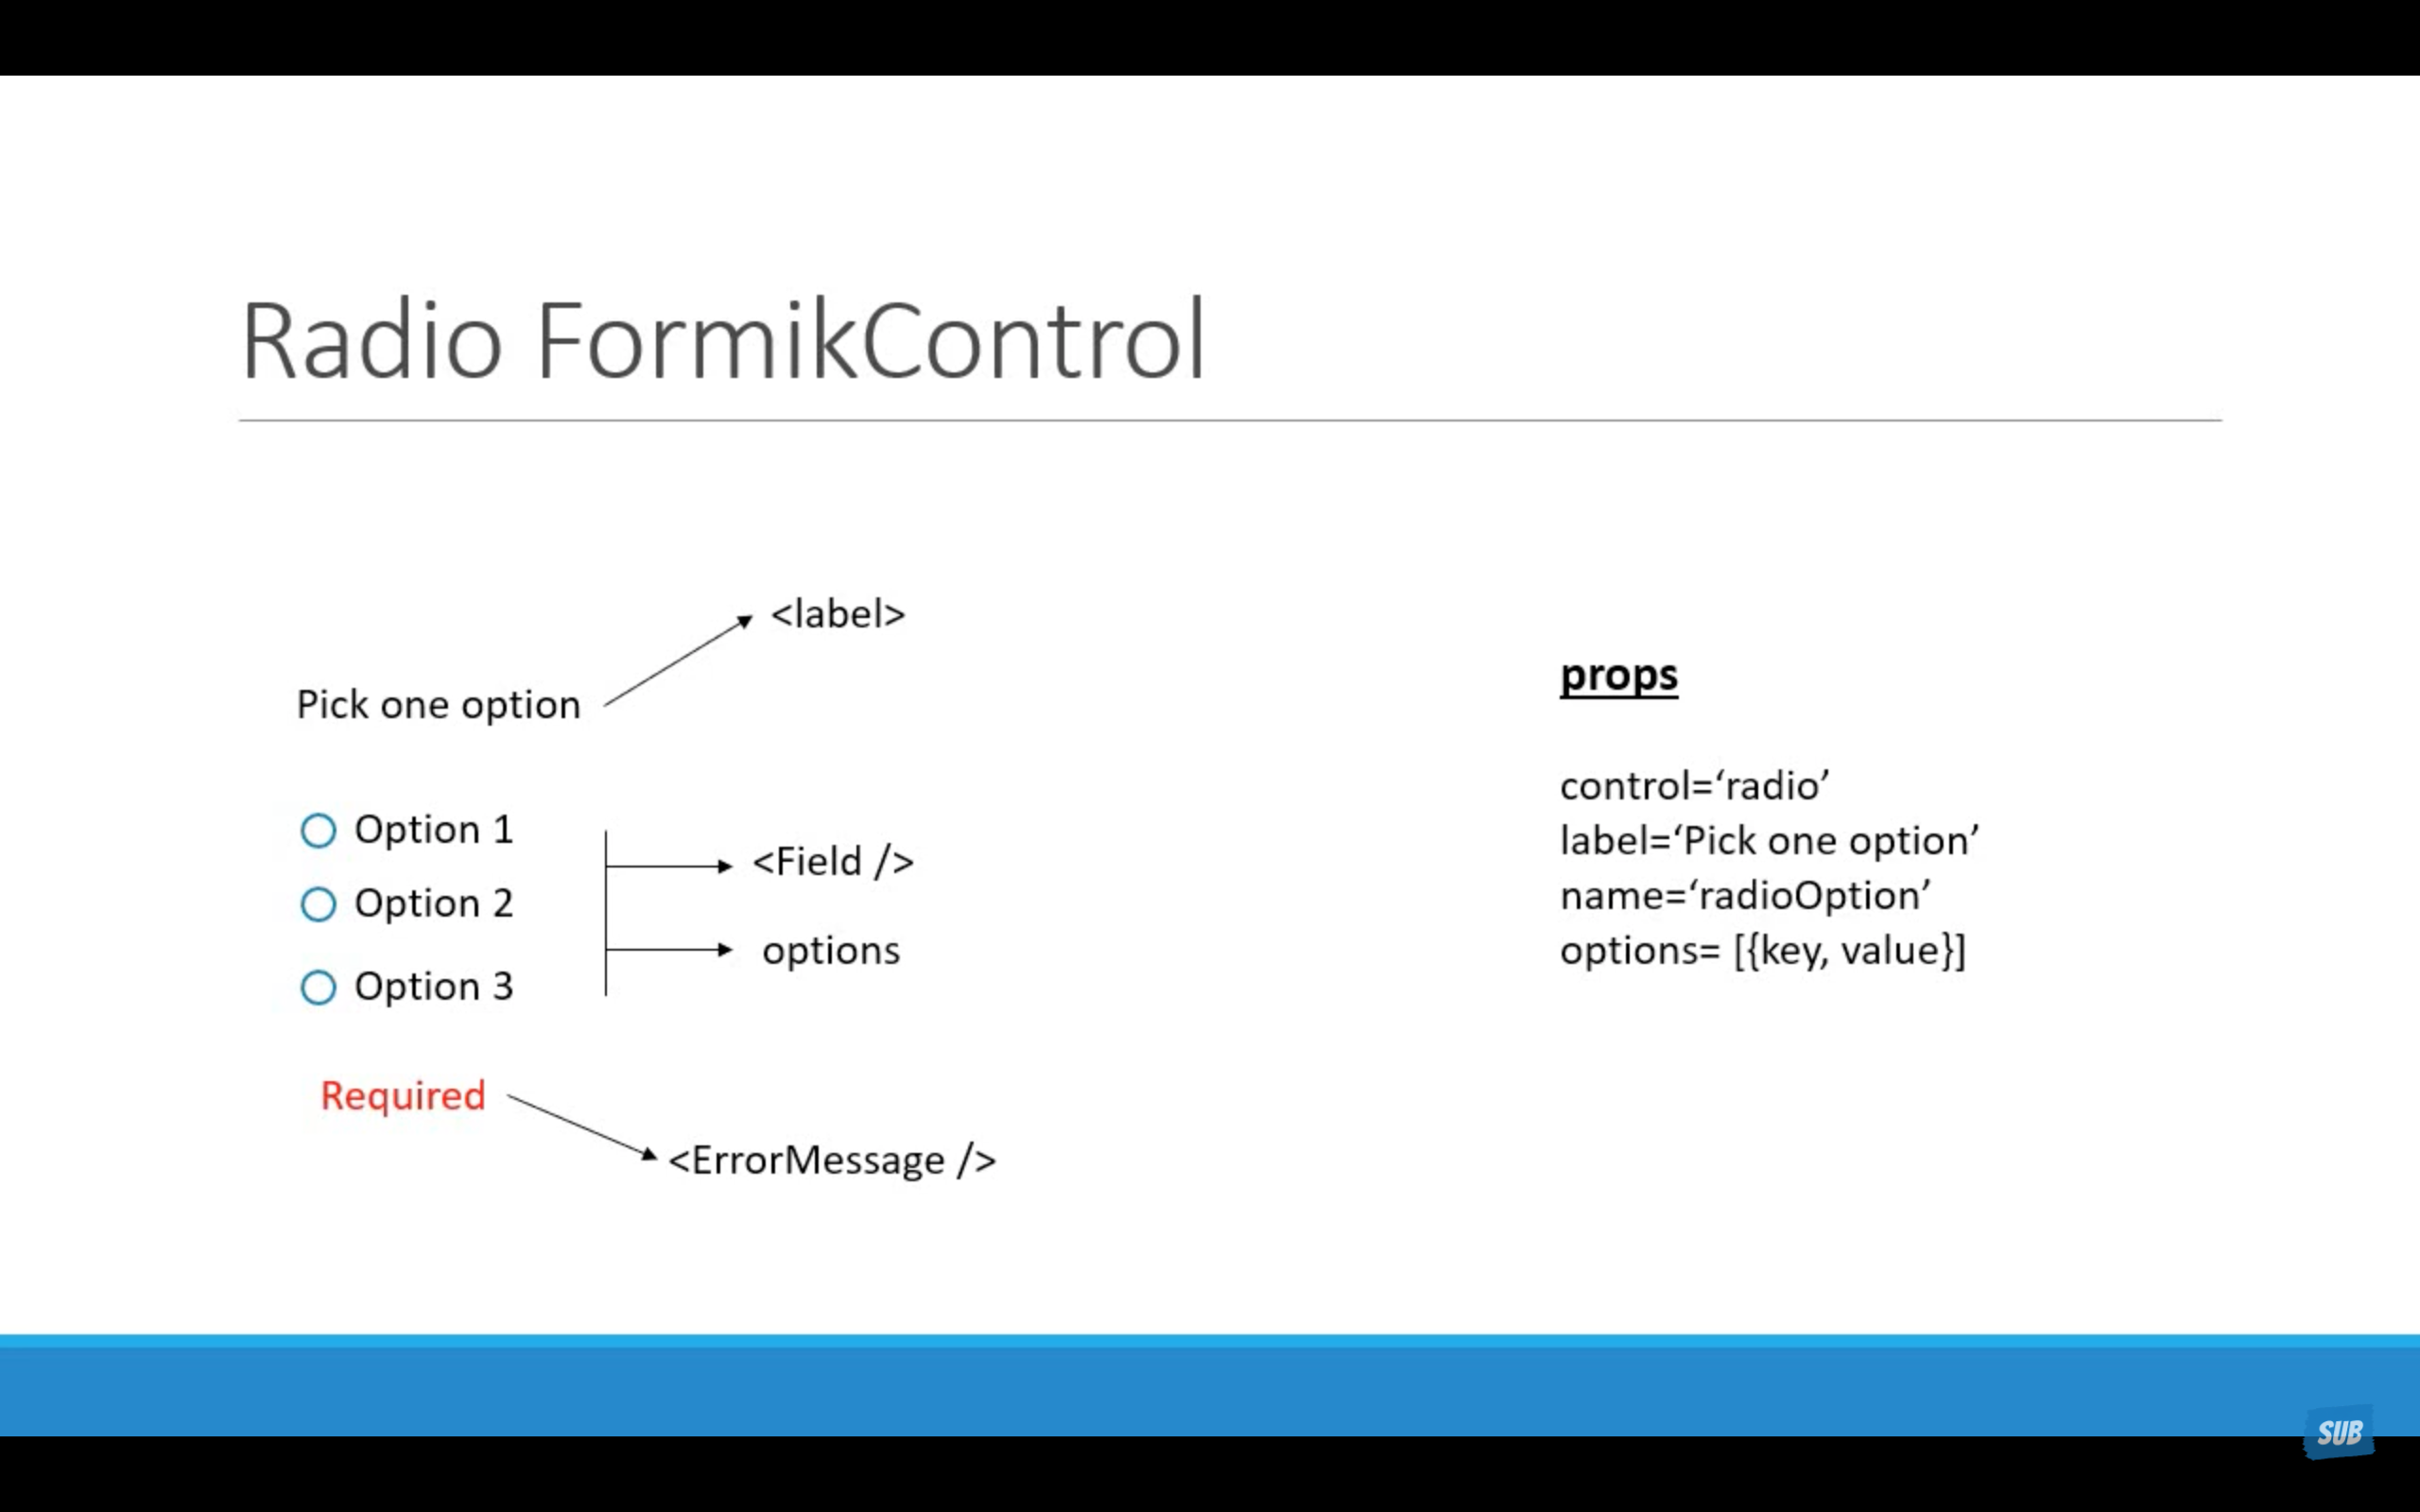 Radio FormikControl
<label>
Pick one option
Option 1
Option 2
Option 3
<Field />
options
Required
<ErrorMessage />
props
control=‘radio’
label=‘Pick one option’
name=‘radioOption’
options= [{key, value}]
SUB